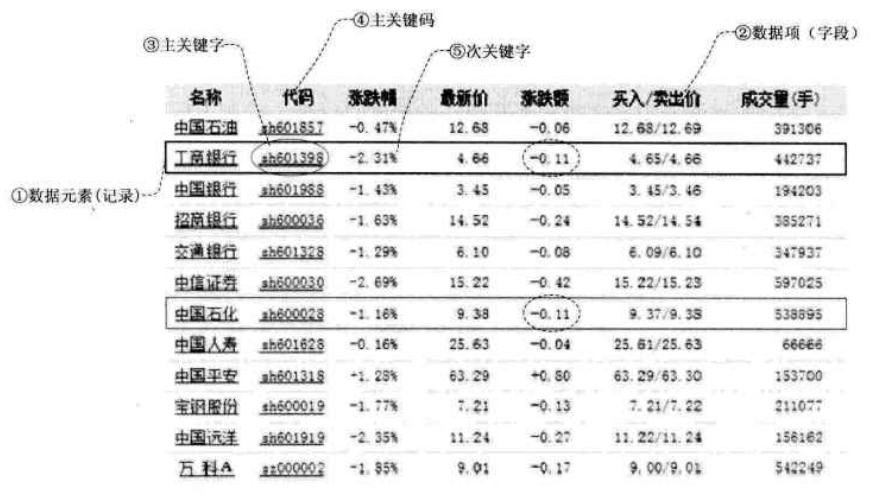 ④主关键码
③主关键字
⑤次关键字
②数据项（字段）
名称 代码 涨跌幅 最新价 涨跌额 买入/卖出价 成交量(手)
中国石油 sh601857 -0.47% 12.68 -0.06 12.68/12.69 391306
工商银行 sh601398 -2.31% 4.66 -0.11 4.65/4.66 442737
①数据元素(记录)
中国银行 sh601988 -1.43% 3.45 -0.05 3.45/3.46 194203
招商银行 sh600036 -1.63% 14.52 -0.24 14.52/14.54 385271
交通银行 sh601328 -1.29% 6.10 -0.08 6.09/6.10 347937
中信证券 sh600030 -2.69% 15.22 -0.42 15.22/15.23 597025
中国石化 sh600028 -1.16% 9.38 -0.11 9.37/9.38 538895
中国人寿 sh601628 -0.16% 25.63 -0.04 25.61/25.63 66666
中国平安 sh601318 +1.28% 63.29 +0.80 63.29/63.30 153700
宝钢股份 sh600019 -1.77% 7.21 -0.13 7.21/7.22 211077
中国远洋 sh601919 -2.35% 11.24 -0.27 11.22/11.24 156162
万 科A sz000002 -1.85% 9.01 -0.17 9.00/9.01 542249